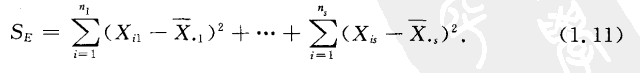 $S_E = \sum_{i=1}^{n_1} (X_{i1} - \overline{X}_{\cdot 1})^2 + \cdots + \sum_{i=1}^{n_s} (X_{is} - \overline{X}_{\cdot s})^2.$ (1.11)